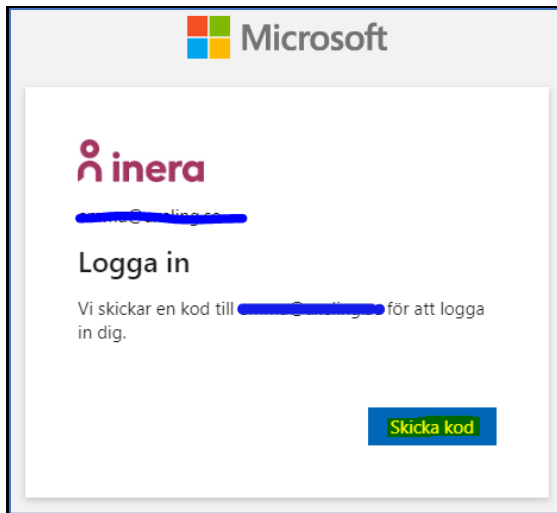 Microsoft
inera
Logga in
Vi skickar en kod till för att logga
in dig.
Skicka kod